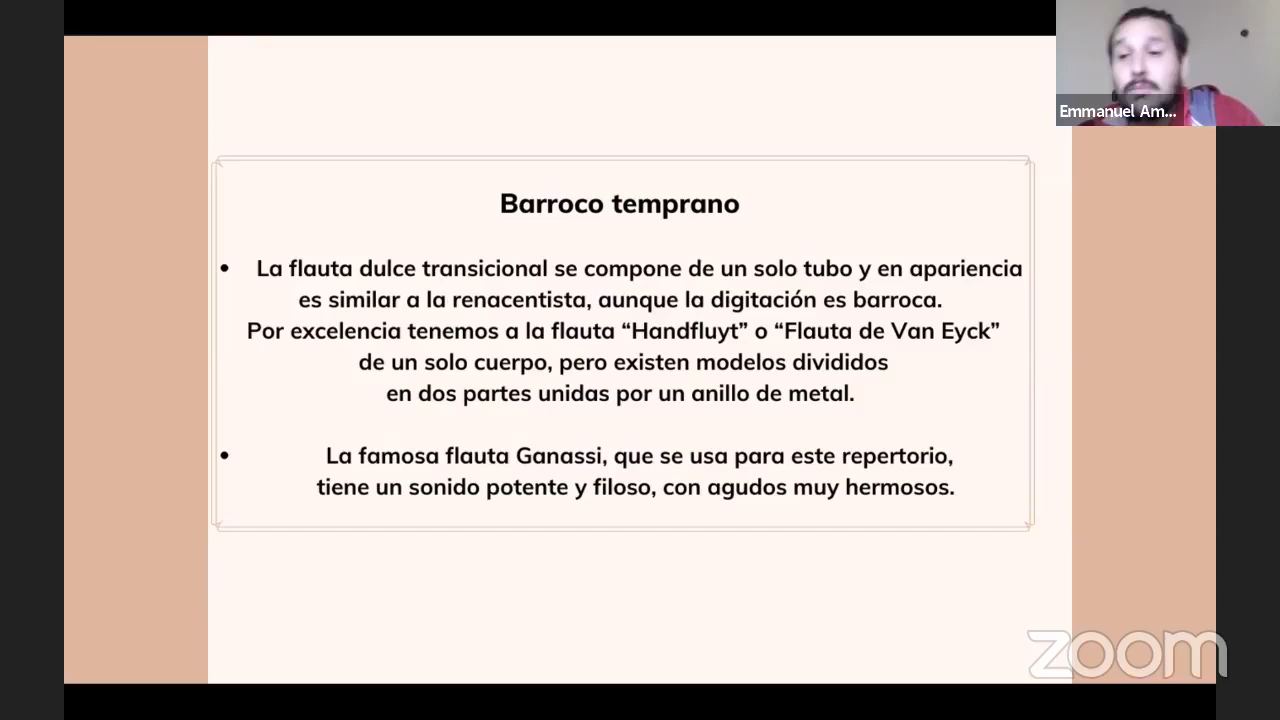 Emmanuel Am...
Barroco temprano
• La flauta dulce transicional se compone de un solo tubo y en apariencia
es similar a la renacentista, aunque la digitación es barroca.
Por excelencia tenemos a la flauta “Handfluyt” o “Flauta de Van Eyck”
de un solo cuerpo, pero existen modelos divididos
en dos partes unidas por un anillo de metal.
• La famosa flauta Ganassi, que se usa para este repertorio,
tiene un sonido potente y filoso, con agudos muy hermosos.
zoom